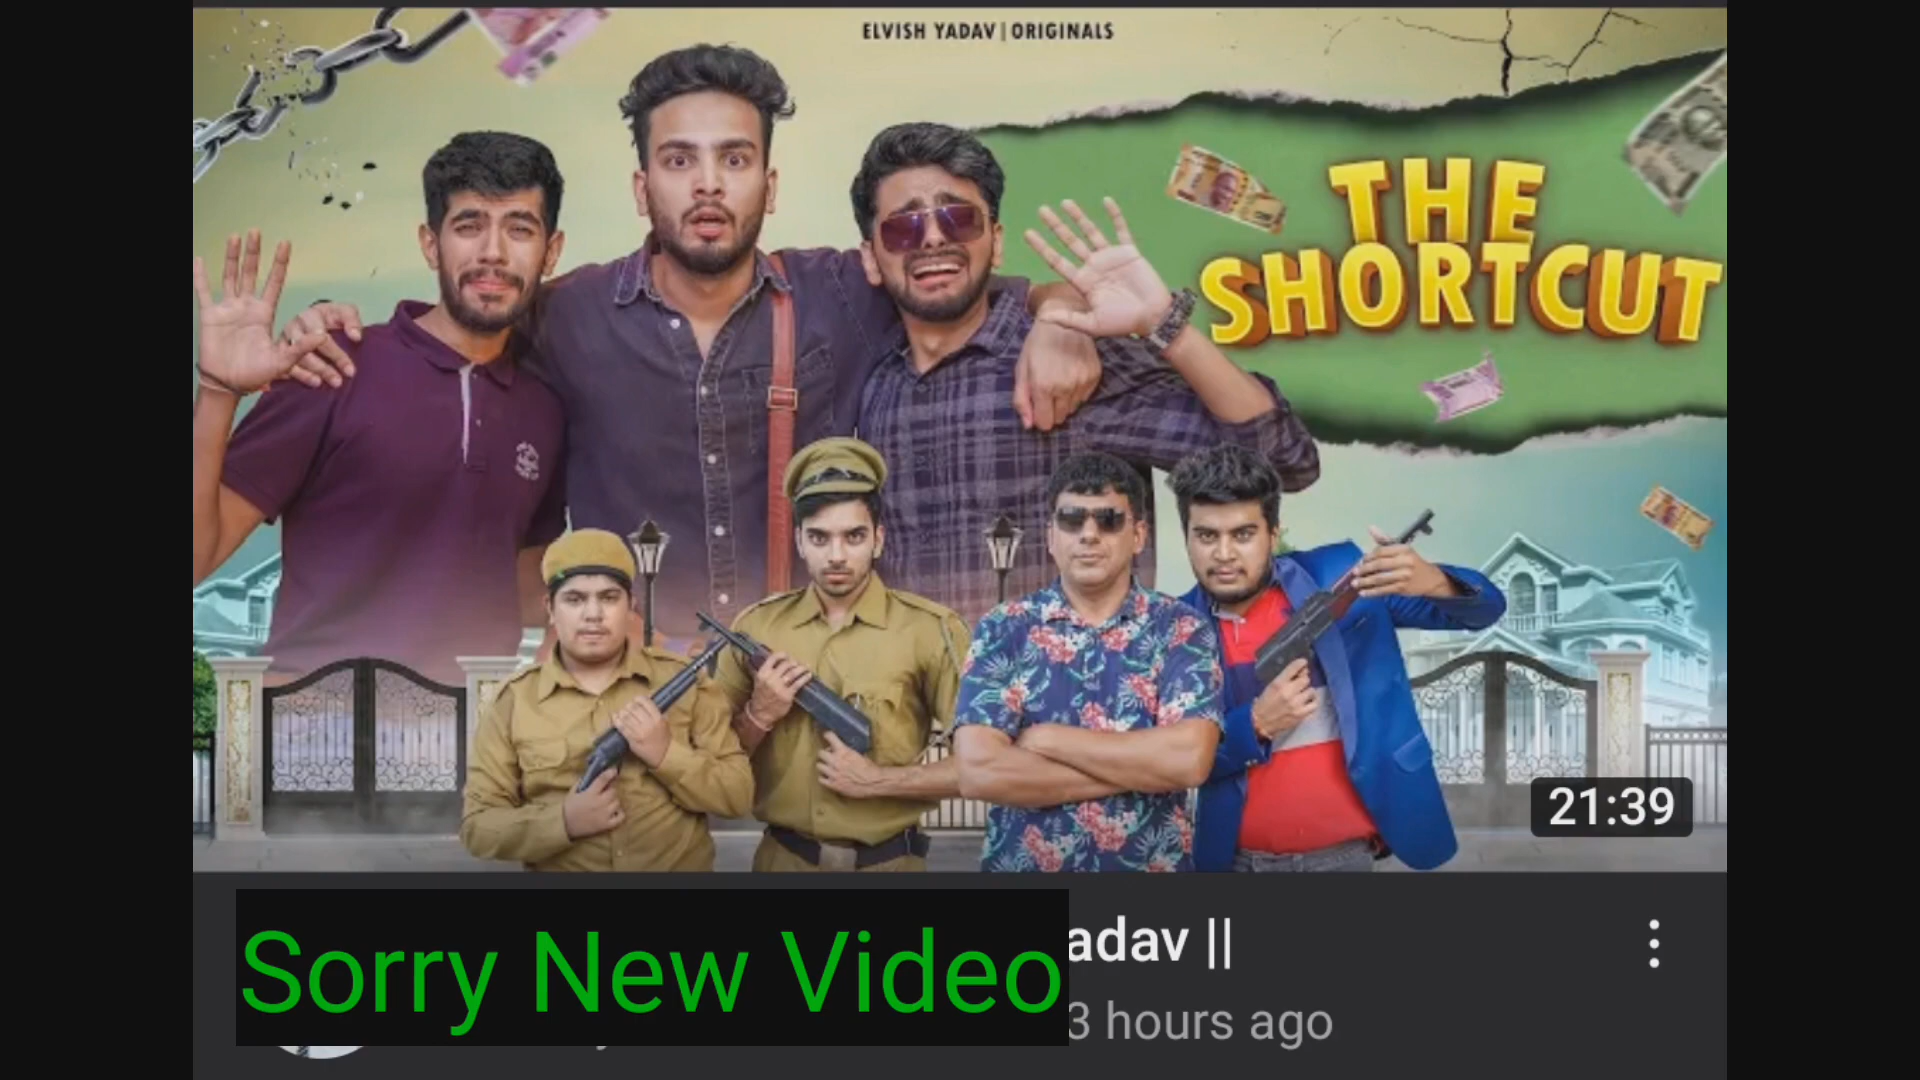 ELVISH YADAV | ORIGINALS
THE
SHORTCUT
21:39
adav ||
Sorry New Video
3 hours ago